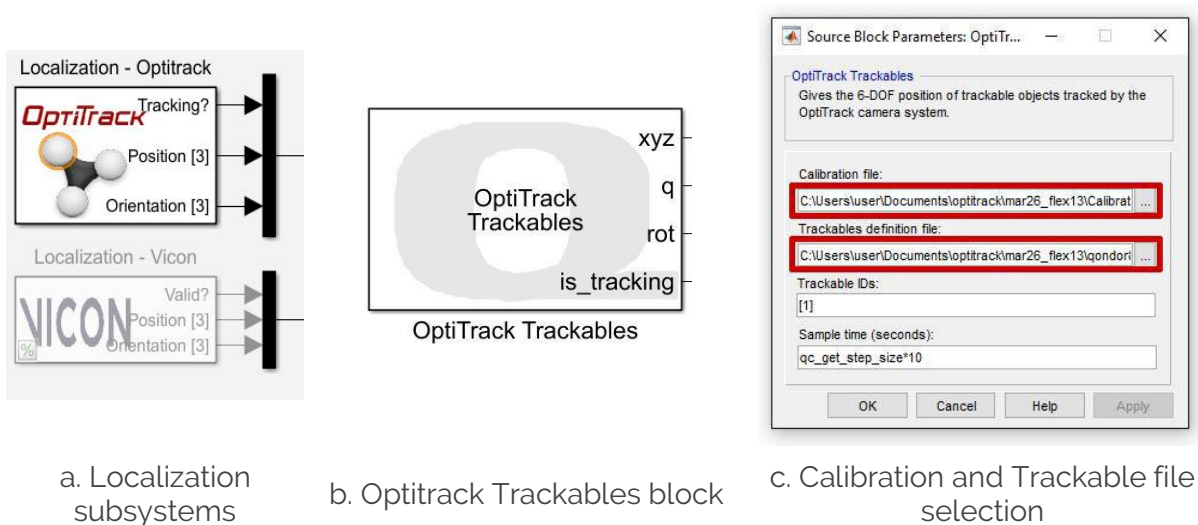 Localization - Optitrack
OptiTrack
Tracking?
Position [3]
Orientation [3]
Localization - Vicon
VICON
Valid?
Position [3]
Orientation [3]
%
a. Localization
subsystems
OptiTrack
Trackables
xyz
q
rot
is_tracking
OptiTrack Trackables
b. Optitrack Trackables block
Source Block Parameters: OptiTr...
OptiTrack Trackables
Gives the 6-DOF position of trackable objects tracked by the
OptiTrack camera system.
Calibration file:
C:\Users\user\Documents\optitrack\mar26_flex13\Calibrat ...
Trackables definition file:
C:\Users\user\Documents\optitrack\mar26_flex13\qondor ...
Trackable IDs:
[1]
Sample time (seconds):
qc_get_step_size*10
OK Cancel Help Apply
c. Calibration and Trackable file
selection